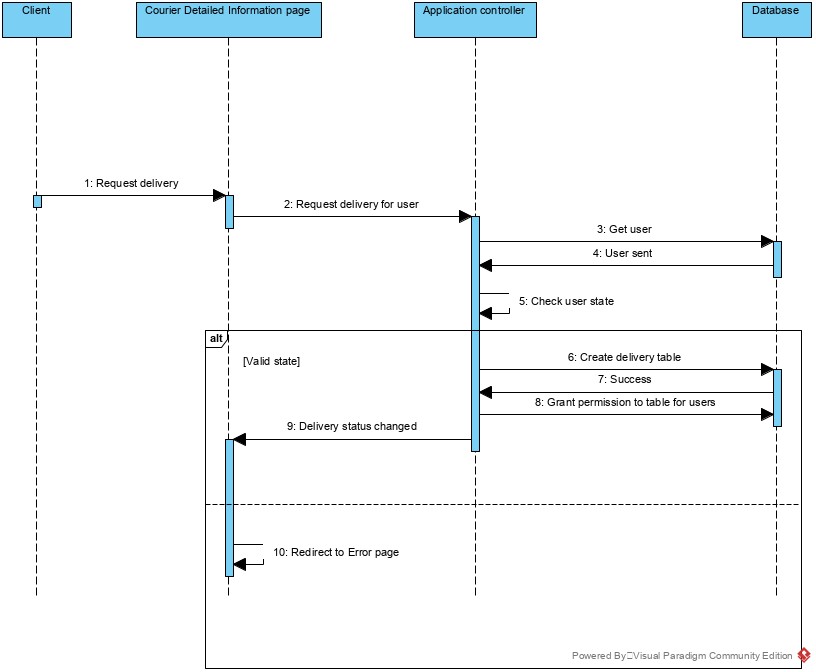 Client
Courier Detailed Information page
Application controller
Database
1: Request delivery
2: Request delivery for user
3: Get user
4: User sent
5: Check user state
alt
[Valid state]
6: Create delivery table
7: Success
8: Grant permission to table for users
9: Delivery status changed
10: Redirect to Error page
Powered By Visual Paradigm Community Edition